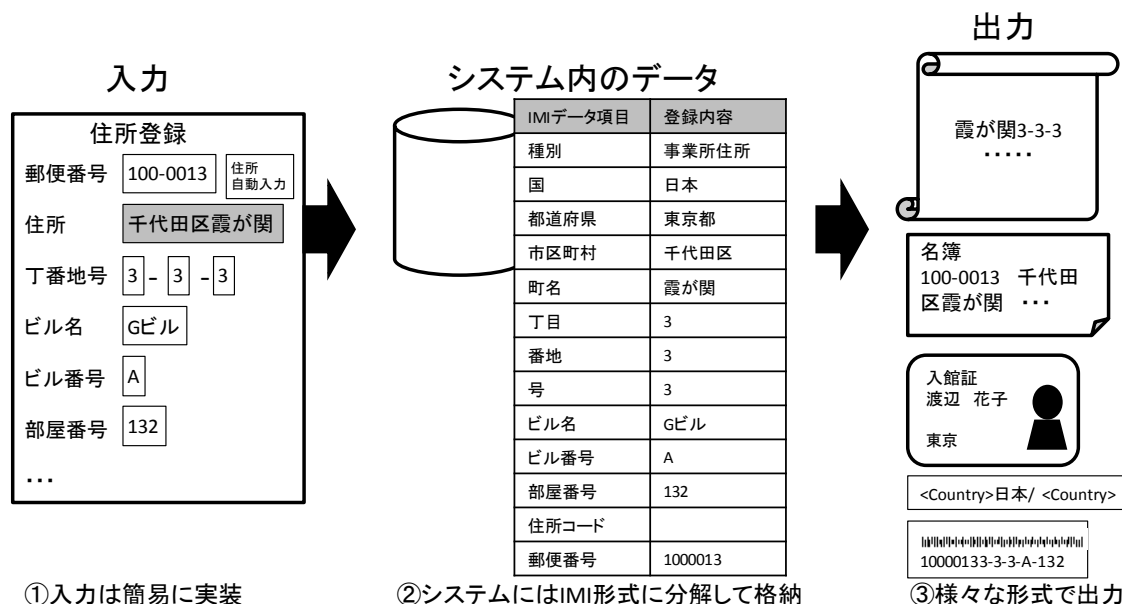 入力
住所登録
郵便番号 100-0013 住所
自動入力
住所 千代田区霞が関
丁番地号 3 - 3 - 3
ビル名 Gビル
ビル番号 A
部屋番号 132
・・・
①入力は簡易に実装
システム内のデータ
IMIデータ項目 登録内容
種別 事業所住所
国 日本
都道府県 東京都
市区町村 千代田区
町名 霞が関
丁目 3
番地 3
号 3
ビル名 Gビル
ビル番号 A
部屋番号 132
住所コード
郵便番号 1000013
②システムにはIMI形式に分解して格納
出力
霞が関3-3-3
・・・・・
名簿
100-0013 千代田
区霞が関 ・・・
入館証
渡辺 花子
東京
<Country>日本/ <Country>
10000133-3-3-A-132
③様々な形式で出力